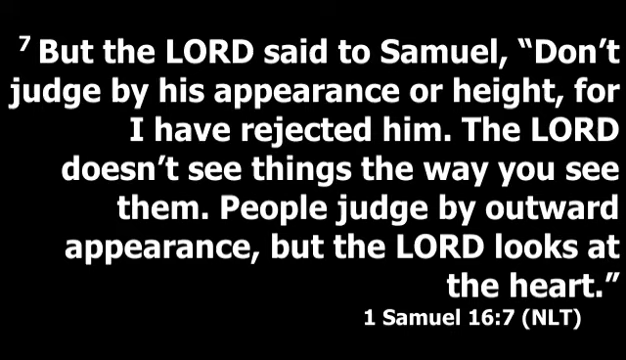 7 But the LORD said to Samuel, “Don’t
judge by his appearance or height, for
I have rejected him. The LORD
doesn’t see things the way you see
them. People judge by outward
appearance, but the LORD looks at
the heart.”
1 Samuel 16:7 (NLT)